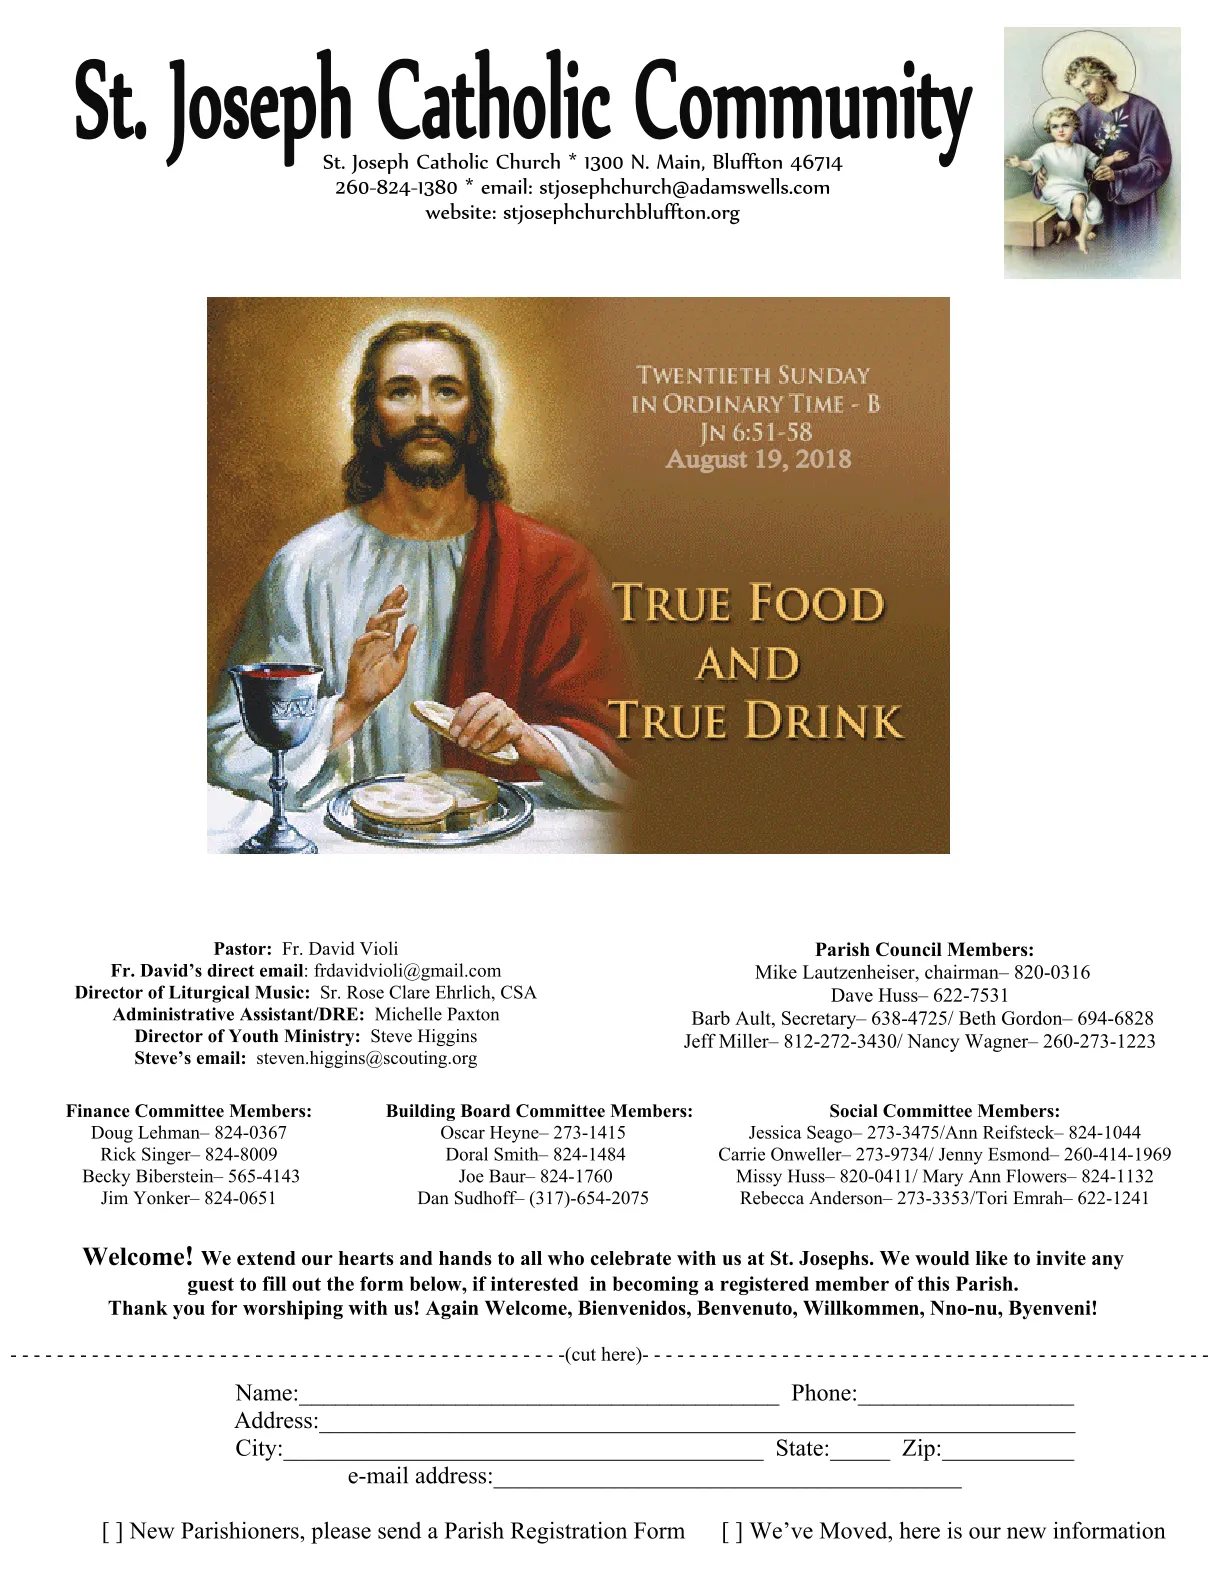 St. Joseph Catholic Community
St. Joseph Catholic Church * 1300 N. Main, Bluffton 46714
260-824-1380 * email: stjosephchurch@adamswells.com
website: stjosephchurchbluffton.org
Twentieth Sunday
in Ordinary Time - B
Jn 6:51-58
August 19, 2018
True Food
and
True Drink
Pastor: Fr. David Violi
Fr. David’s direct email: frdavidvioli@gmail.com
Director of Liturgical Music: Sr. Rose Clare Ehrlich, CSA
Administrative Assistant/DRE: Michelle Paxton
Director of Youth Ministry: Steve Higgins
Steve’s email: steven.higgins@scouting.org
Parish Council Members:
Mike Lautzenheiser, chairman– 820-0316
Dave Huss– 622-7531
Barb Ault, Secretary– 638-4725/ Beth Gordon– 694-6828
Jeff Miller– 812-272-3430/ Nancy Wagner– 260-273-1223
Finance Committee Members:
Doug Lehman– 824-0367
Rick Singer– 824-8009
Becky Biberstein– 565-4143
Jim Yonker– 824-0651
Building Board Committee Members:
Oscar Heyne– 273-1415
Doral Smith– 824-1484
Joe Baur– 824-1760
Dan Sudhoff– (317)-654-2075
Social Committee Members:
Jessica Seago– 273-3475/Ann Reifsteck– 824-1044
Carrie Onweller– 273-9734/ Jenny Esmond– 260-414-1969
Missy Huss– 820-0411/ Mary Ann Flowers– 824-1132
Rebecca Anderson– 273-3353/Tori Emrah– 622-1241
Welcome! We extend our hearts and hands to all who celebrate with us at St. Josephs. We would like to invite any
guest to fill out the form below, if interested in becoming a registered member of this Parish.
Thank you for worshiping with us! Again Welcome, Bienvenidos, Benvenuto, Willkommen, Nno-nu, Byenveni!
- - - - - - - - - - - - - - - - - - - - - - - - - - - - - - - - - - - - - - - - - - - - - - - -(cut here)- - - - - - - - - - - - - - - - - - - - - - - - - - - - - - - - - - - - - - - - - - - - - - - - -
Name:________________________________________ Phone:__________________
Address:_______________________________________________________________
City:________________________________________ State:_____ Zip:___________
e-mail address:_______________________________________
[ ] New Parishioners, please send a Parish Registration Form [ ] We’ve Moved, here is our new information